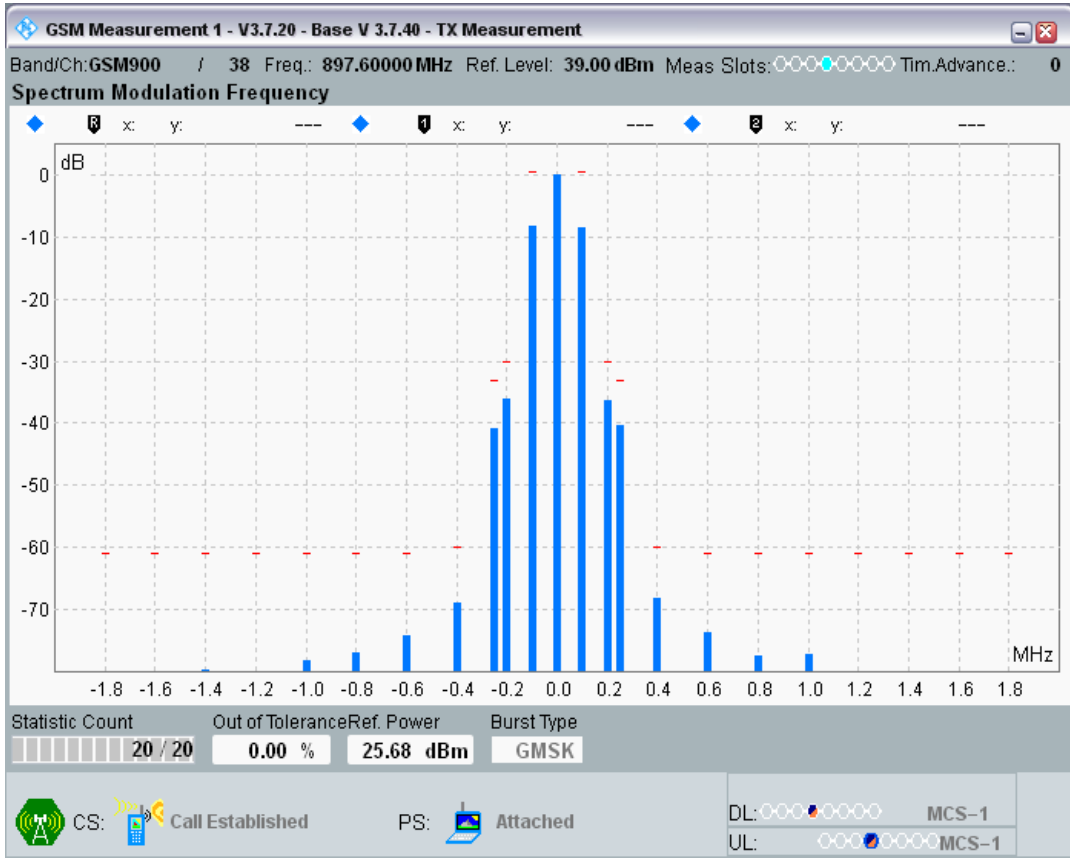 GSM Measurement 1 - V3.7.20 - Base V 3.7.40 - TX Measurement
Band/Ch:GSM900 / 38 Freq.: 897.60000 MHz Ref. Level: 39.00 dBm Meas Slots: Tim.Advance.: 0
Spectrum Modulation Frequency
R x: y: --- 1 x: y: --- 2 x: y: ---
dB
0
-10
-20
-30
-40
-50
-60
-70
MHz
-1.8 -1.6 -1.4 -1.2 -1.0 -0.8 -0.6 -0.4 -0.2 0.0 0.2 0.4 0.6 0.8 1.0 1.2 1.4 1.6 1.8
Statistic Count Out of Tolerance Ref. Power Burst Type
20 / 20 0.00 % 25.68 dBm GMSK
CS: Call Established PS: Attached
DL: MCS-1
UL: MCS-1